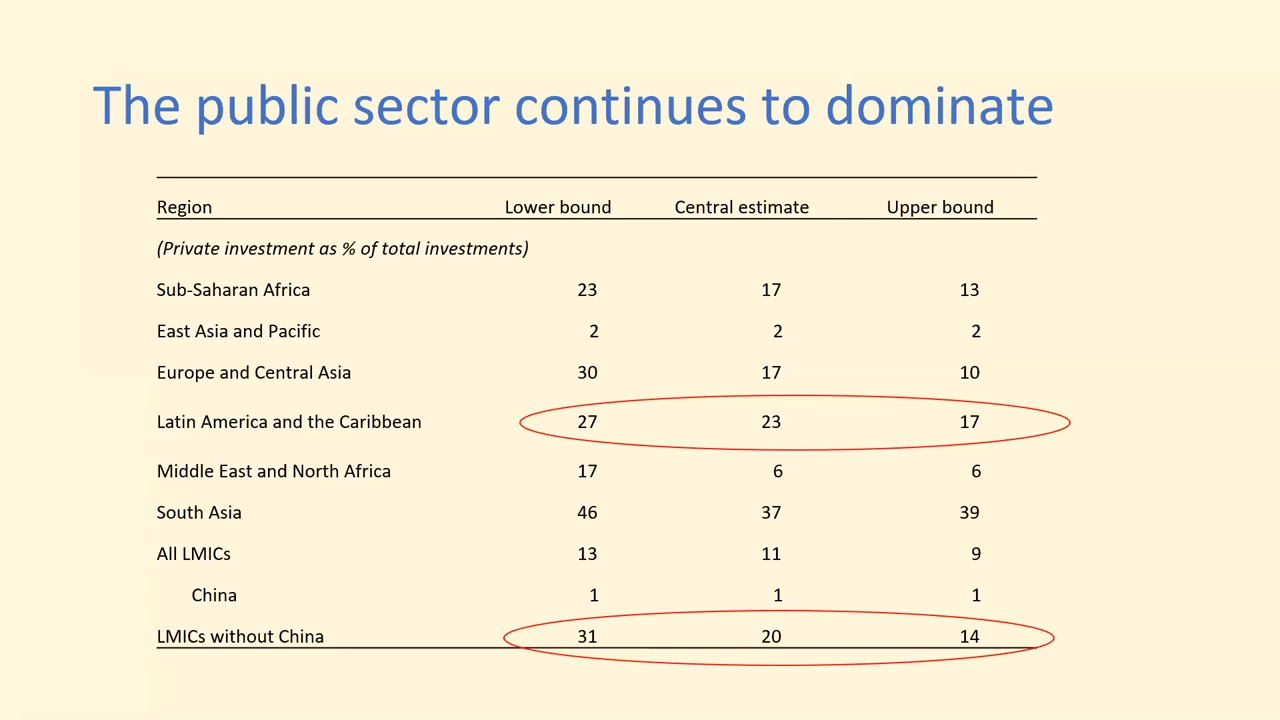 The public sector continues to dominate
Region Lower bound Central estimate Upper bound
(Private investment as % of total investments)
Sub-Saharan Africa 23 17 13
East Asia and Pacific 2 2 2
Europe and Central Asia 30 17 10
Latin America and the Caribbean 27 23 17
Middle East and North Africa 17 6 6
South Asia 46 37 39
All LMICs 13 11 9
China 1 1 1
LMICs without China 31 20 14